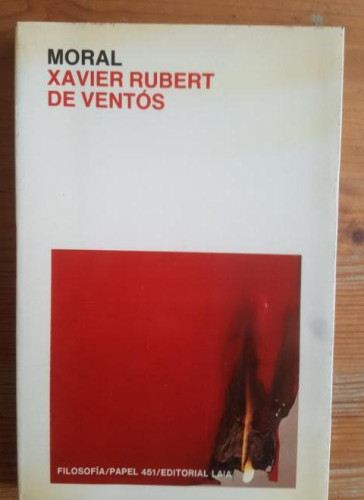 MORAL
XAVIER RUBERT
DE VENTÓS
FILOSOFÍA/PAPEL 451/EDITORIAL LAIA